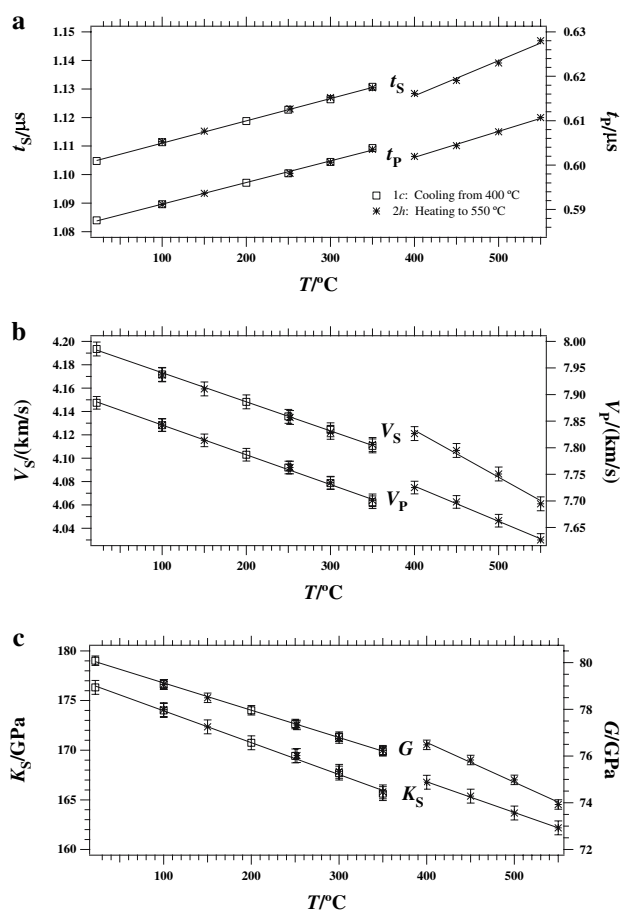 a
1.15
1.14
1.13
1.12
1.11
1.10
1.09
1.08
tS/µs
0.63
0.62
0.61
0.60
0.59
tP/µs
tS
tP
1c: Cooling from 400 ºC
2h: Heating to 550 ºC
100 200 300 400 500
T/ºC
b
4.20
4.18
4.16
4.14
4.12
4.10
4.08
4.06
4.04
VS/(km/s)
8.00
7.95
7.90
7.85
7.80
7.75
7.70
7.65
VP/(km/s)
VS
VP
100 200 300 400 500
T/ºC
c
180
175
170
165
160
KS/GPa
80
78
76
74
72
G/GPa
G
KS
100 200 300 400 500
T/ºC